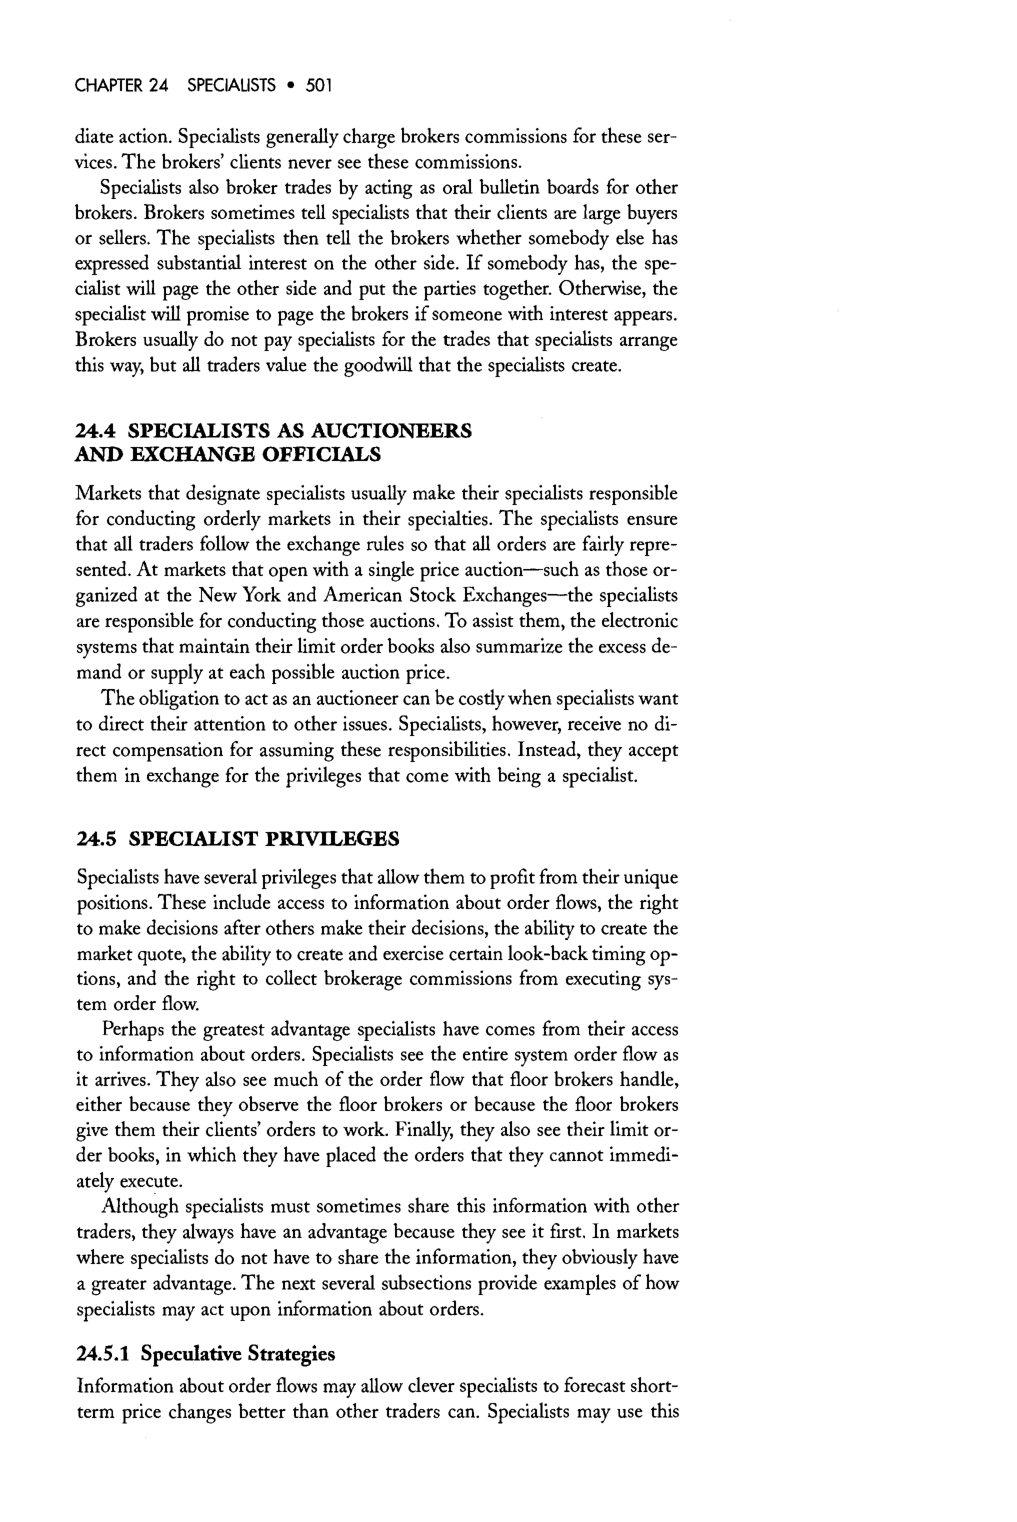 CHAPTER 24 SPECIALISTS • 501
diate action. Specialists generally charge brokers commissions for these ser-
vices. The brokers' clients never see these commissions.
Specialists also broker trades by acting as oral bulletin boards for other
brokers. Brokers sometimes tell specialists that their clients are large buyers
or sellers. The specialists then tell the brokers whether somebody else has
expressed substantial interest on the other side. If somebody has, the spe-
cialist will page the other side and put the parties together. Otherwise, the
specialist will promise to page the brokers if someone with interest appears.
Brokers usually do not pay specialists for the trades that specialists arrange
this way, but all traders value the goodwill that the specialists create.
24.4 SPECIALISTS AS AUCTIONEERS
AND EXCHANGE OFFICIALS
Markets that designate specialists usually make their specialists responsible
for conducting orderly markets in their specialties. The specialists ensure
that all traders follow the exchange rules so that all orders are fairly repre-
sented. At markets that open with a single price auction—such as those or-
ganized at the New York and American Stock Exchanges—the specialists
are responsible for conducting those auctions. To assist them, the electronic
systems that maintain their limit order books also summarize the excess de-
mand or supply at each possible auction price.
The obligation to act as an auctioneer can be costly when specialists want
to direct their attention to other issues. Specialists, however, receive no di-
rect compensation for assuming these responsibilities. Instead, they accept
them in exchange for the privileges that come with being a specialist.
24.5 SPECIALIST PRIVILEGES
Specialists have several privileges that allow them to profit from their unique
positions. These include access to information about order flows, the right
to make decisions after others make their decisions, the ability to create the
market quote, the ability to create and exercise certain look-back timing op-
tions, and the right to collect brokerage commissions from executing sys-
tem order flow.
Perhaps the greatest advantage specialists have comes from their access
to information about orders. Specialists see the entire system order flow as
it arrives. They also see much of the order flow that floor brokers handle,
either because they observe the floor brokers or because the floor brokers
give them their clients' orders to work. Finally, they also see their limit or-
der books, in which they have placed the orders that they cannot immedi-
ately execute.
Although specialists must sometimes share this information with other
traders, they always have an advantage because they see it first. In markets
where specialists do not have to share the information, they obviously have
a greater advantage. The next several subsections provide examples of how
specialists may act upon information about orders.
24.5.1 Speculative Strategies
Information about order flows may allow clever specialists to forecast short-
term price changes better than other traders can. Specialists may use this